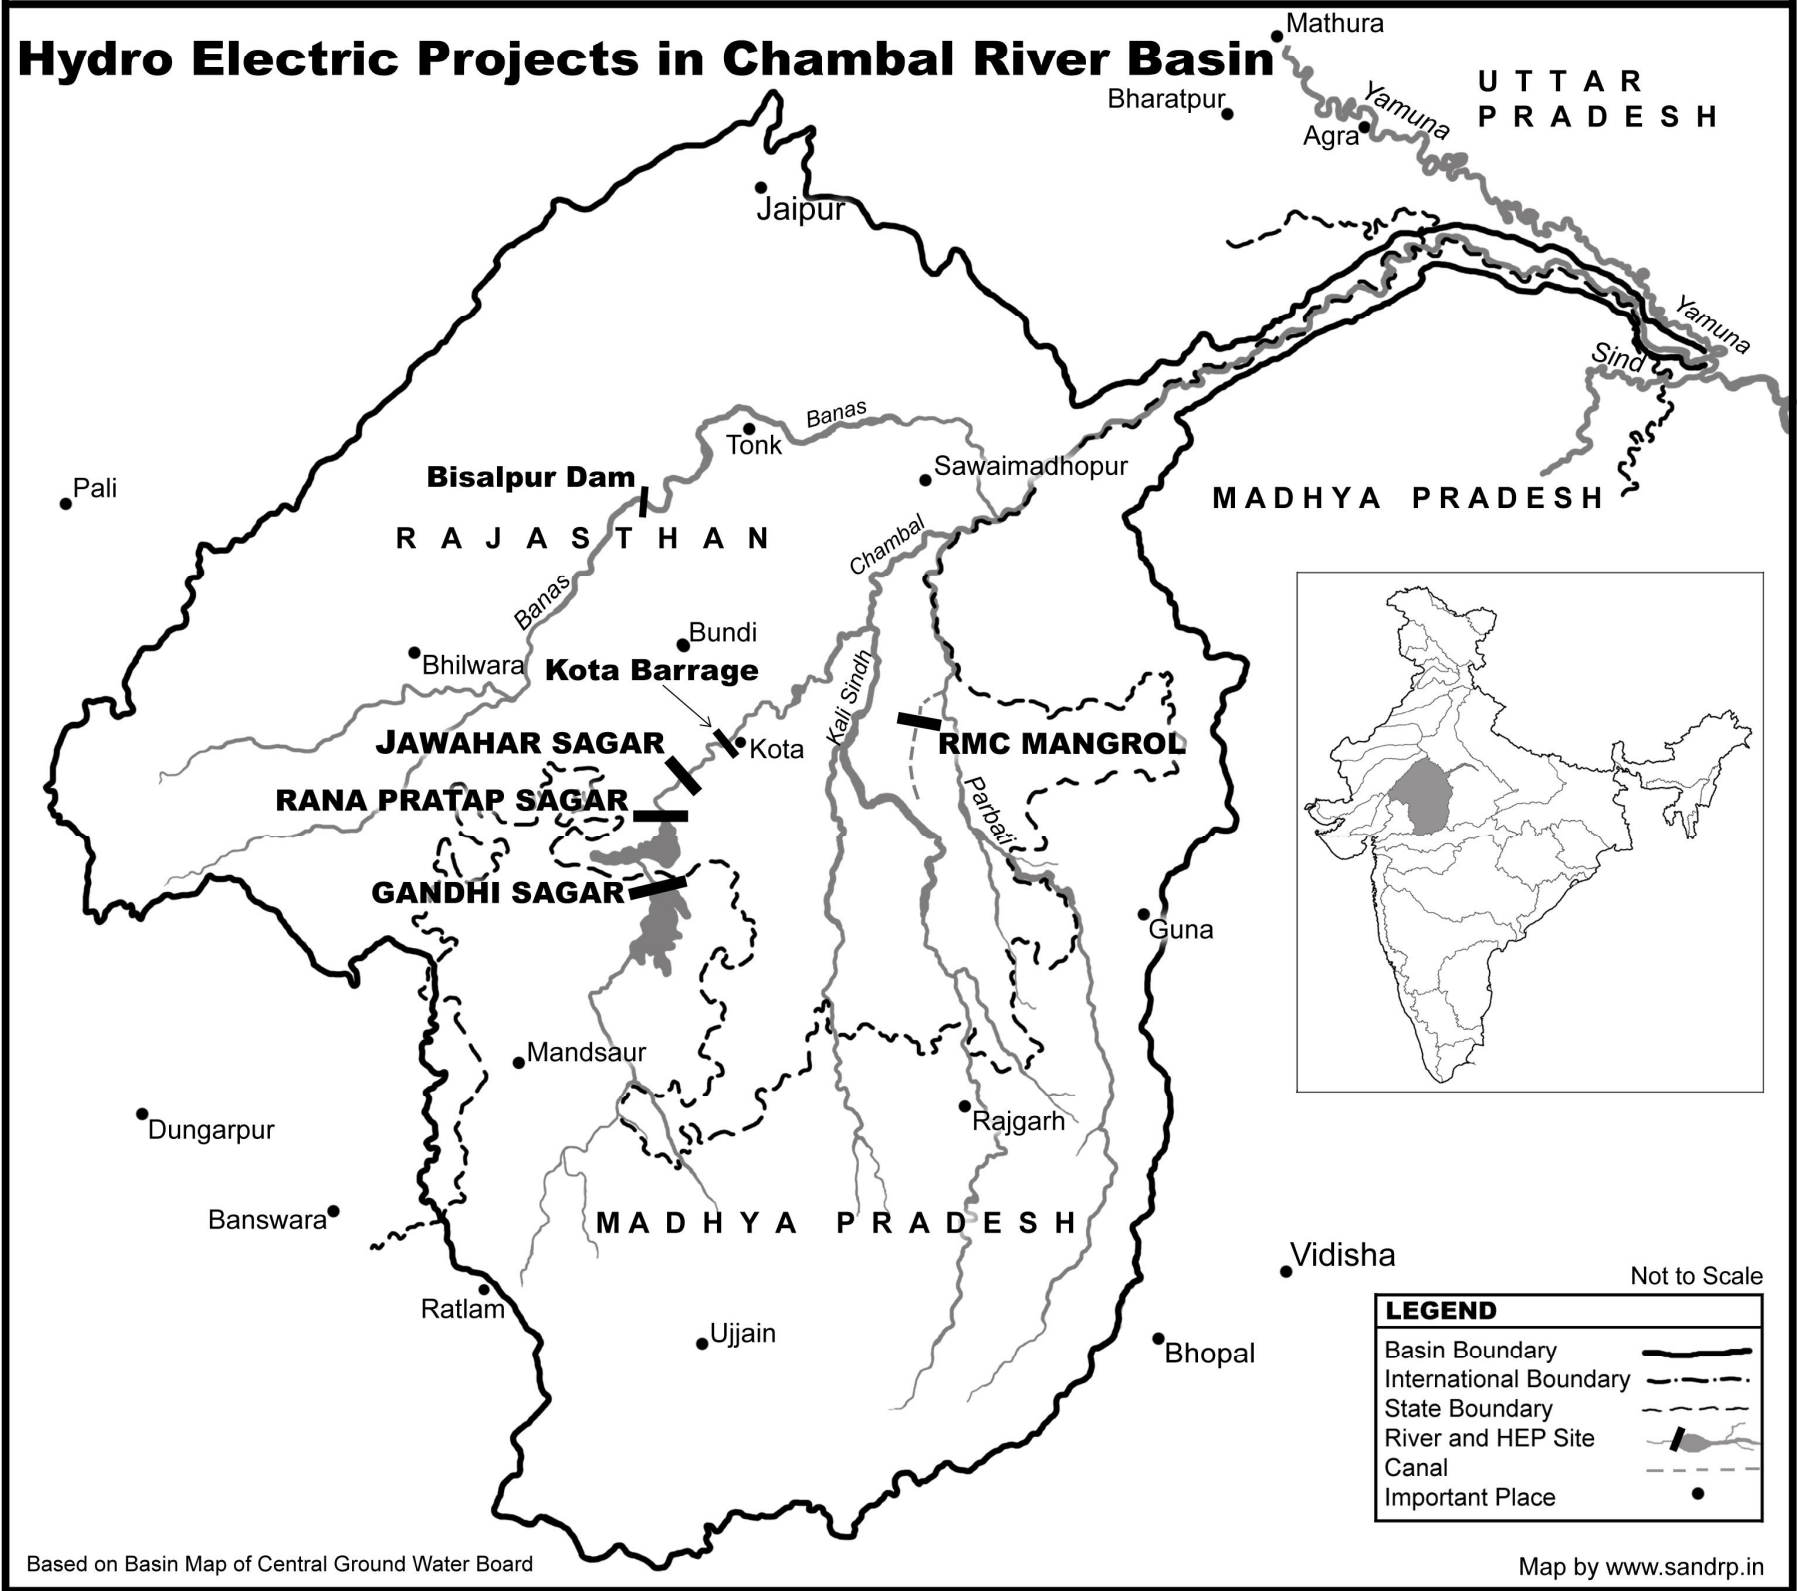 Hydro Electric Projects in Chambal River Basin
Mathura
UTTAR
PRADESH
Bharatpur
Yamuna
Agra
Jaipur
Yamuna
Sind
Banas
Tonk
Sawaimadhopur
Bisalpur Dam
Pali
MADHYA PRADESH
RAJASTHAN
Chambal
Banas
Bundi
Bhilwara
Kota Barrage
Kali Sindh
JAWAHAR SAGAR
Kota
RMC MANGROL
RANA PRATAP SAGAR
Parbati
GANDHI SAGAR
Guna
Mandsaur
Dungarpur
Rajgarh
Banswara
MADHYA PRADESH
Vidisha
Ratlam
Ujjain
Bhopal
Not to Scale
LEGEND
Basin Boundary
International Boundary
State Boundary
River and HEP Site
Canal
Important Place
Based on Basin Map of Central Ground Water Board
Map by www.sandrp.in